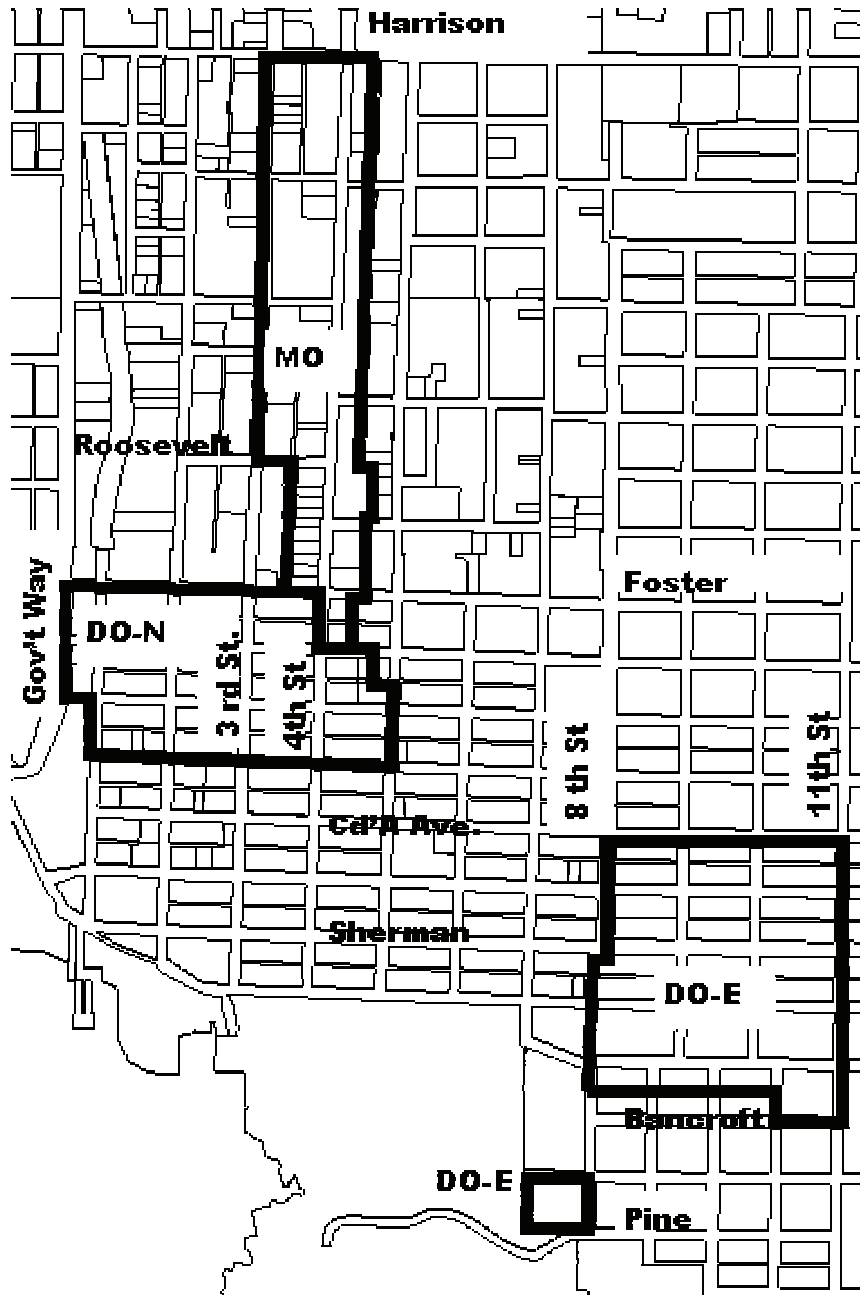 Harrison
MO
Roosevelt
Foster
Gov't Way
DO-N
3 rd St.
4th St
8 th St
11th St
Cd'A Ave.
Sherman
DO-E
Bancroft
DO-E
Pine